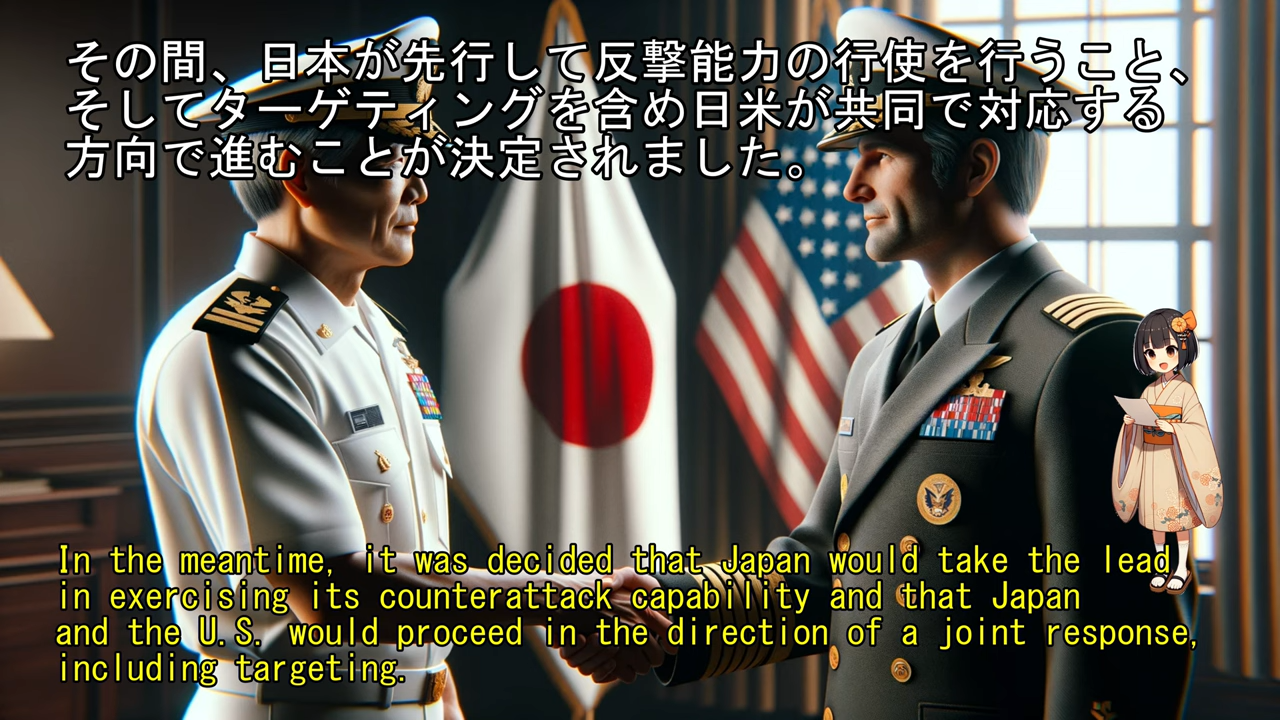 その間、日本が先行して反撃能力の行使を行うこと、
そしてターゲティングを含め日米が共同で対応する
方向で進むことが決定されました。
In the meantime, it was decided that Japan would take the lead
in exercising its counterattack capability and that Japan
and the U.S. would proceed in the direction of a joint response,
including targeting.